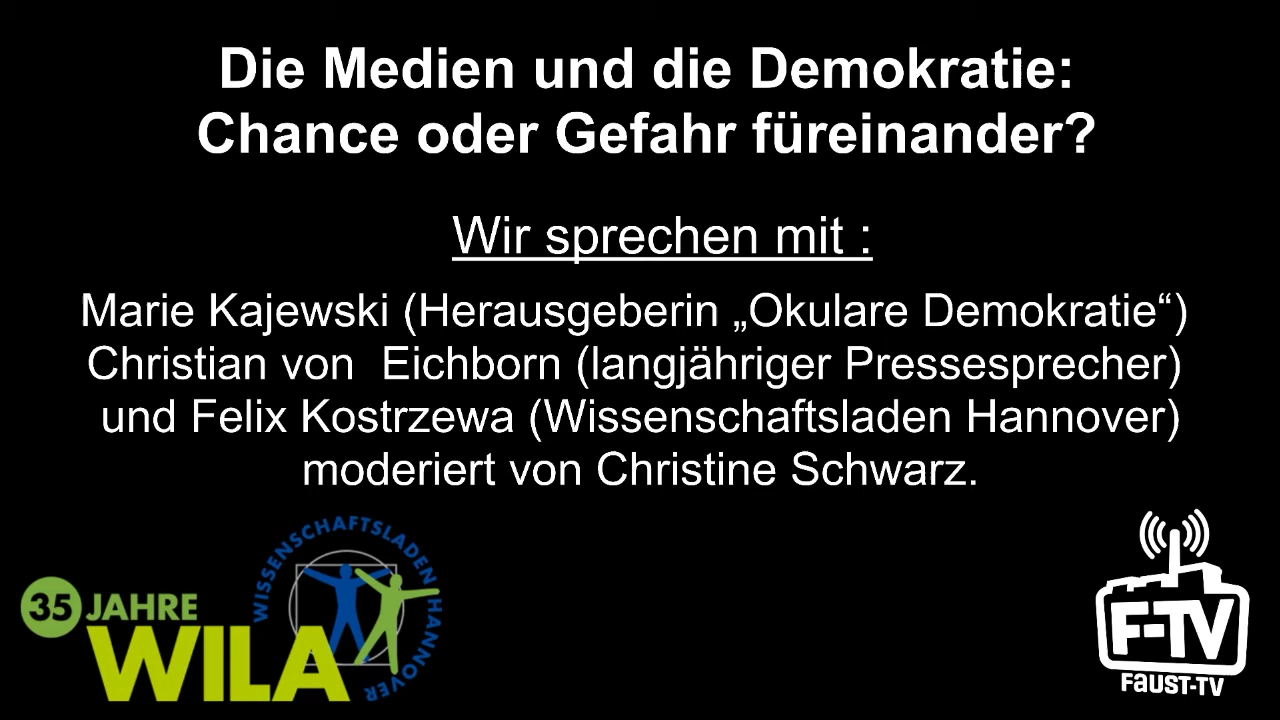 Die Medien und die Demokratie:
Chance oder Gefahr füreinander?
Wir sprechen mit :
Marie Kajewski (Herausgeberin „Okulare Demokratie“)
Christian von  Eichborn (langjähriger Pressesprecher)
und Felix Kostrzewa (Wissenschaftsladen Hannover)
moderiert von Christine Schwarz.
35 JAHRE
WILA
WISSENSCHAFTSLADEN HANNOVER
F-TV
FAUST-TV